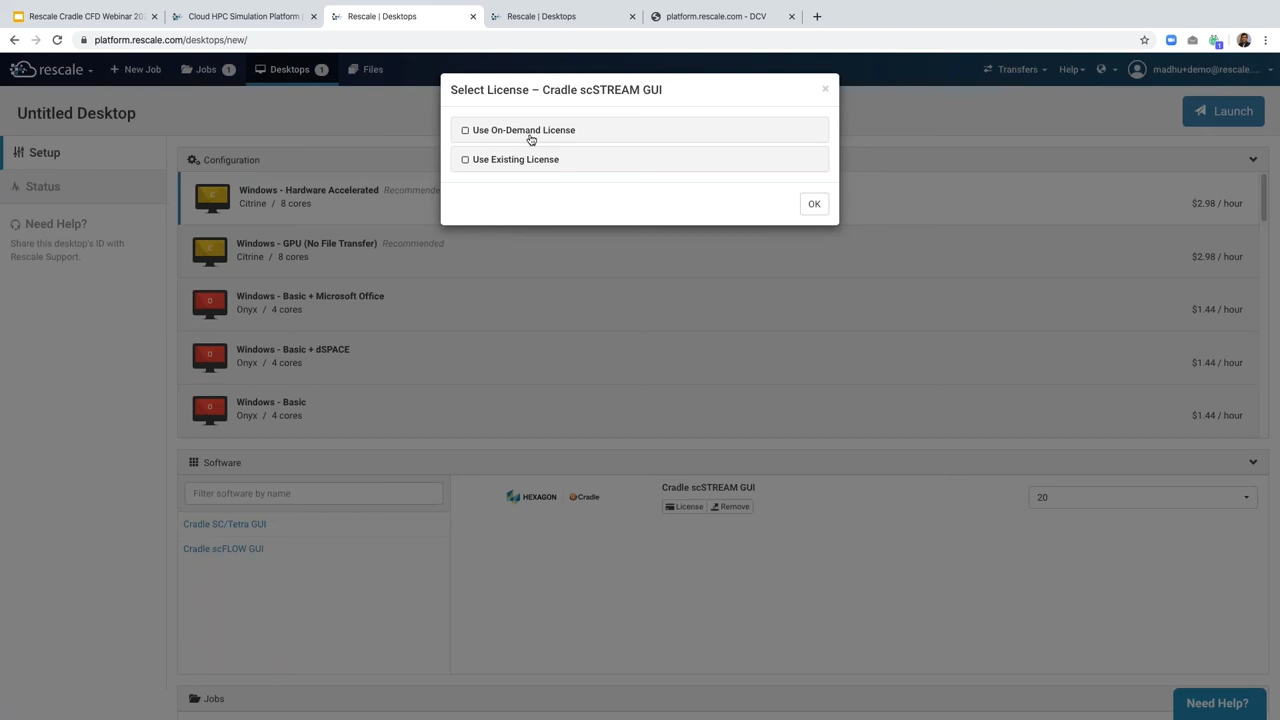 Rescale Cradle CFD Webinar 202
Cloud HPC Simulation Platform |
Rescale | Desktops
Rescale | Desktops
platform.rescale.com - DCV
platform.rescale.com/desktops/new/
1
rescale
New Job
Jobs 1
Desktops 1
Files
Transfers
Help
madhu+demo@rescale....
Untitled Desktop
Launch
Select License – Cradle scSTREAM GUI
×
Use On-Demand License
Use Existing License
OK
Setup
Status
Need Help?
Share this desktop's ID with
Rescale Support.
Configuration
C
Windows - Hardware Accelerated Recommended
Citrine / 8 cores
$2.98 / hour
C
Windows - GPU (No File Transfer) Recommended
Citrine / 8 cores
$2.98 / hour
O
Windows - Basic + Microsoft Office
Onyx / 4 cores
$1.44 / hour
O
Windows - Basic + dSPACE
Onyx / 4 cores
$1.44 / hour
O
Windows - Basic
Onyx / 4 cores
$1.44 / hour
Software
Filter software by name
Cradle SC/Tetra GUI
Cradle scFLOW GUI
HEXAGON | Cradle
Cradle scSTREAM GUI
License Remove
20
Jobs
Need Help?